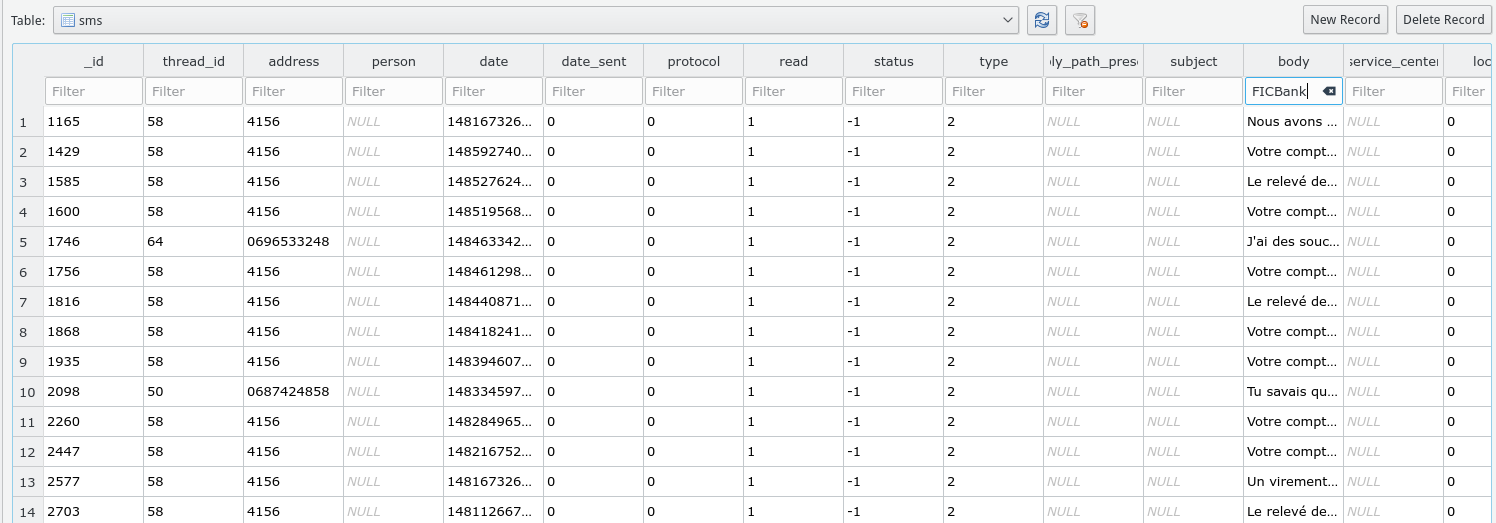 Table: sms New Record Delete Record
_id thread_id address person date date_sent protocol read status type ly_path_pres subject body service_center loc
Filter Filter Filter Filter Filter Filter Filter Filter Filter Filter Filter Filter FICBank Filter Filter
1 1165 58 4156 NULL 148167326... 0 0 1 -1 2 NULL NULL Nous avons ... NULL 0
2 1429 58 4156 NULL 148592740... 0 0 1 -1 2 NULL NULL Votre compt... NULL 0
3 1585 58 4156 NULL 148527624... 0 0 1 -1 2 NULL NULL Le relevé de... NULL 0
4 1600 58 4156 NULL 148519568... 0 0 1 -1 2 NULL NULL Votre compt... NULL 0
5 1746 64 0696533248 NULL 148463342... 0 0 1 -1 2 NULL NULL J'ai des souc... NULL 0
6 1756 58 4156 NULL 148461298... 0 0 1 -1 2 NULL NULL Votre compt... NULL 0
7 1816 58 4156 NULL 148440871... 0 0 1 -1 2 NULL NULL Le relevé de... NULL 0
8 1868 58 4156 NULL 148418241... 0 0 1 -1 2 NULL NULL Votre compt... NULL 0
9 1935 58 4156 NULL 148394607... 0 0 1 -1 2 NULL NULL Votre compt... NULL 0
10 2098 50 0687424858 NULL 148334597... 0 0 1 -1 2 NULL NULL Tu savais qu... NULL 0
11 2260 58 4156 NULL 148284965... 0 0 1 -1 2 NULL NULL Votre compt... NULL 0
12 2447 58 4156 NULL 148216752... 0 0 1 -1 2 NULL NULL Votre compt... NULL 0
13 2577 58 4156 NULL 148167326... 0 0 1 -1 2 NULL NULL Un virement... NULL 0
14 2703 58 4156 NULL 148112667... 0 0 1 -1 2 NULL NULL Le relevé de... NULL 0